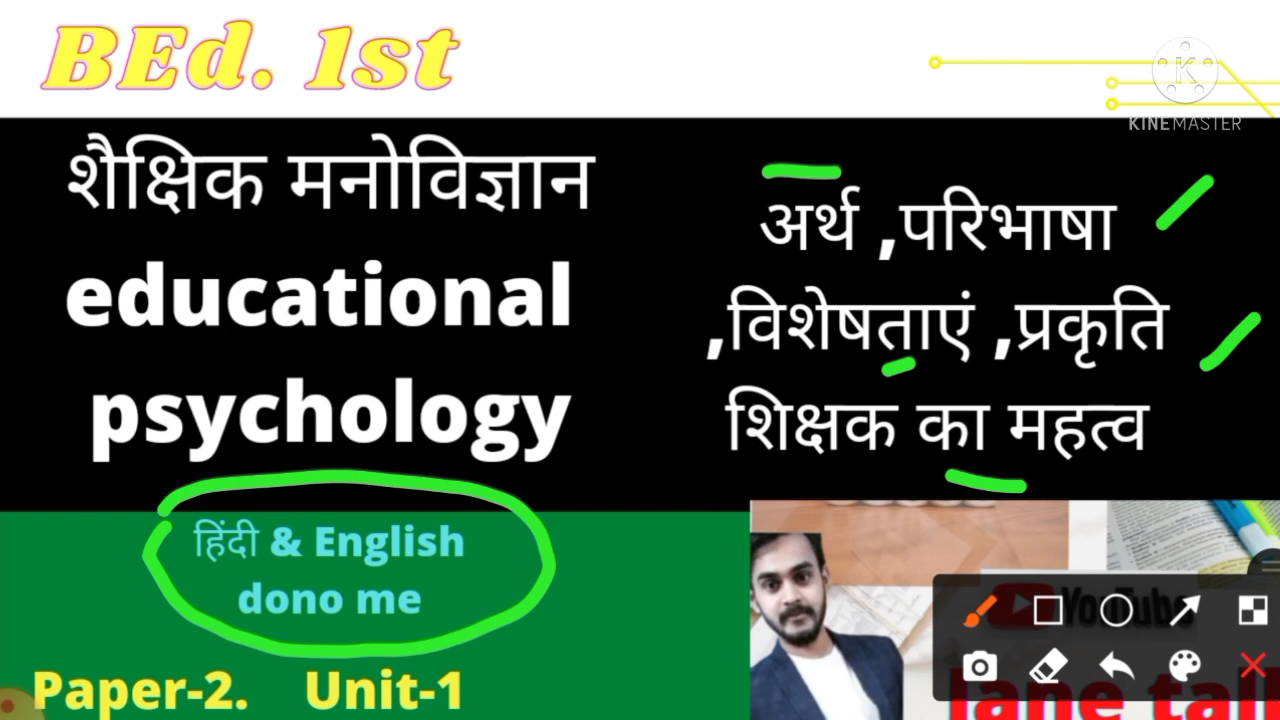 BEd. 1st
KINEMASTER
शैक्षिक मनोविज्ञान
educational
psychology
अर्थ ,परिभाषा
,विशेषताएं ,प्रकृति
शिक्षक का महत्व
हिंदी & English
dono me
Paper-2. Unit-1
YouTube